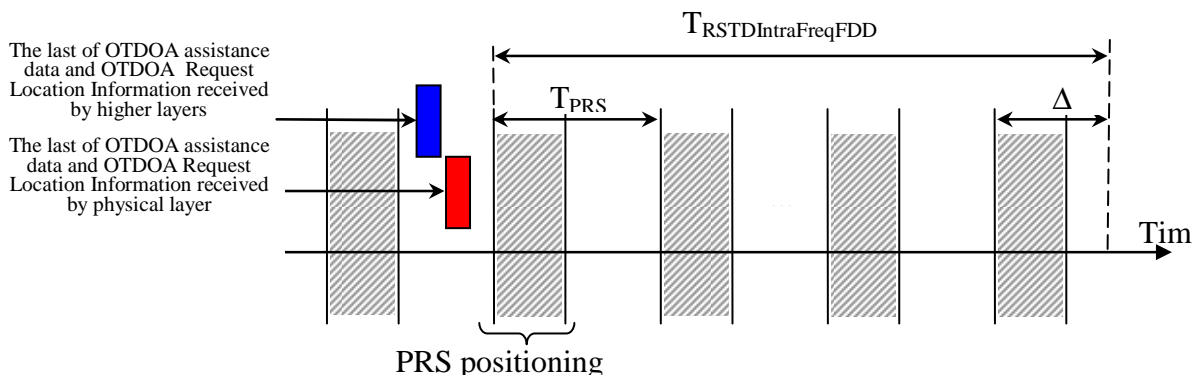 T_RSTDIntraFreqFDD
The last of OTDOA assistance
data and OTDOA Request
Location Information received
by higher layers
T_PRS
Δ
The last of OTDOA assistance
data and OTDOA Request
Location Information received
by physical layer
...
Tim
PRS positioning